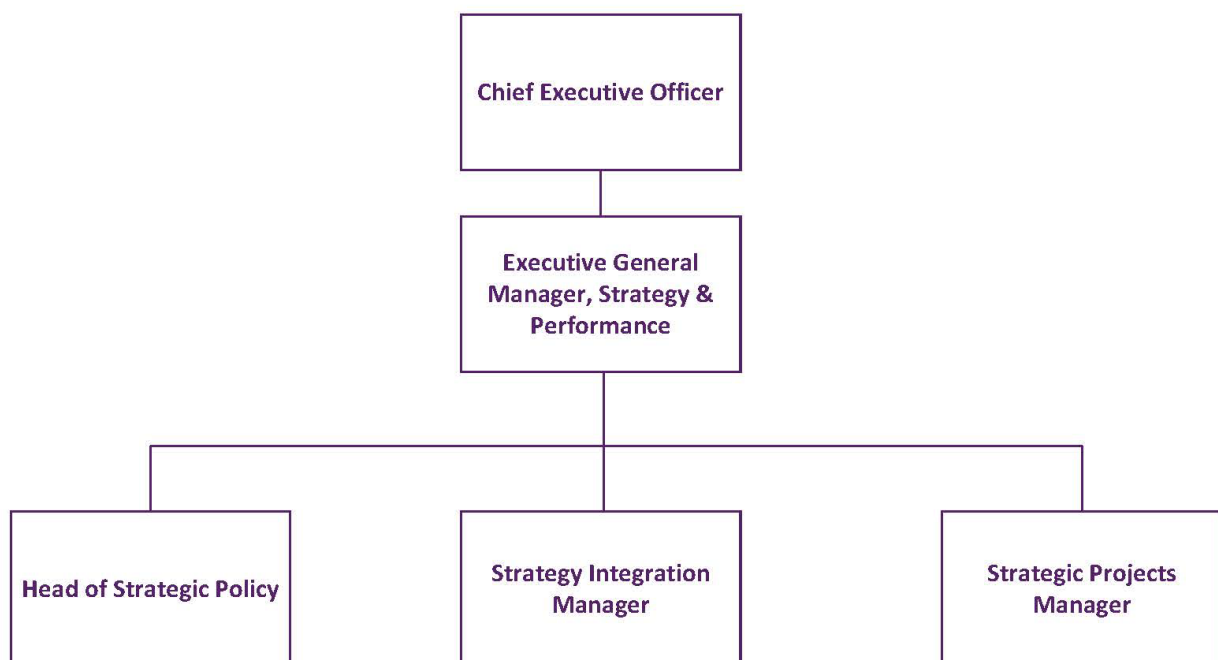 Chief Executive Officer
Executive General
Manager, Strategy &
Performance
Head of Strategic Policy
Strategy Integration
Manager
Strategic Projects
Manager